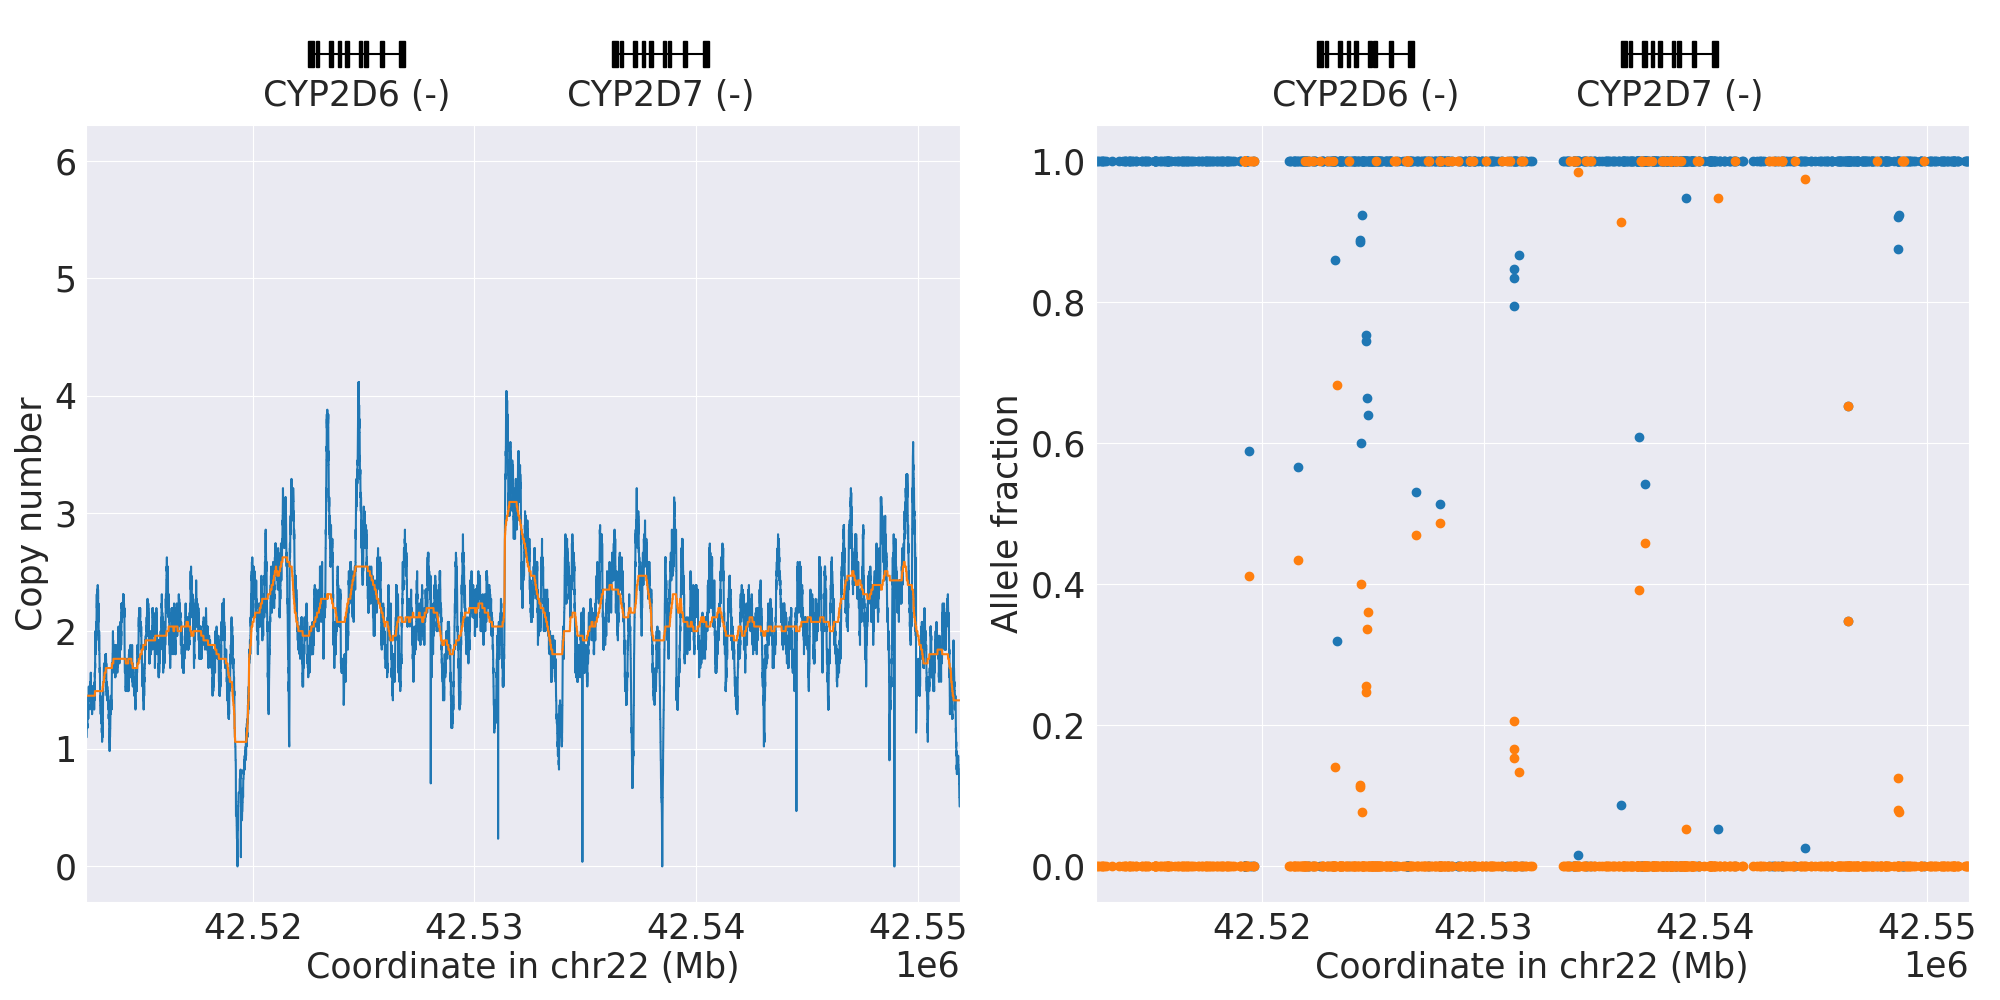 CYP2D6 (-)
CYP2D7 (-)
Copy number
6
5
4
3
2
1
0
42.52
42.53
42.54
42.55
Coordinate in chr22 (Mb)
1e6
CYP2D6 (-)
CYP2D7 (-)
Allele fraction
1.0
0.8
0.6
0.4
0.2
0.0
42.52
42.53
42.54
42.55
Coordinate in chr22 (Mb)
1e6